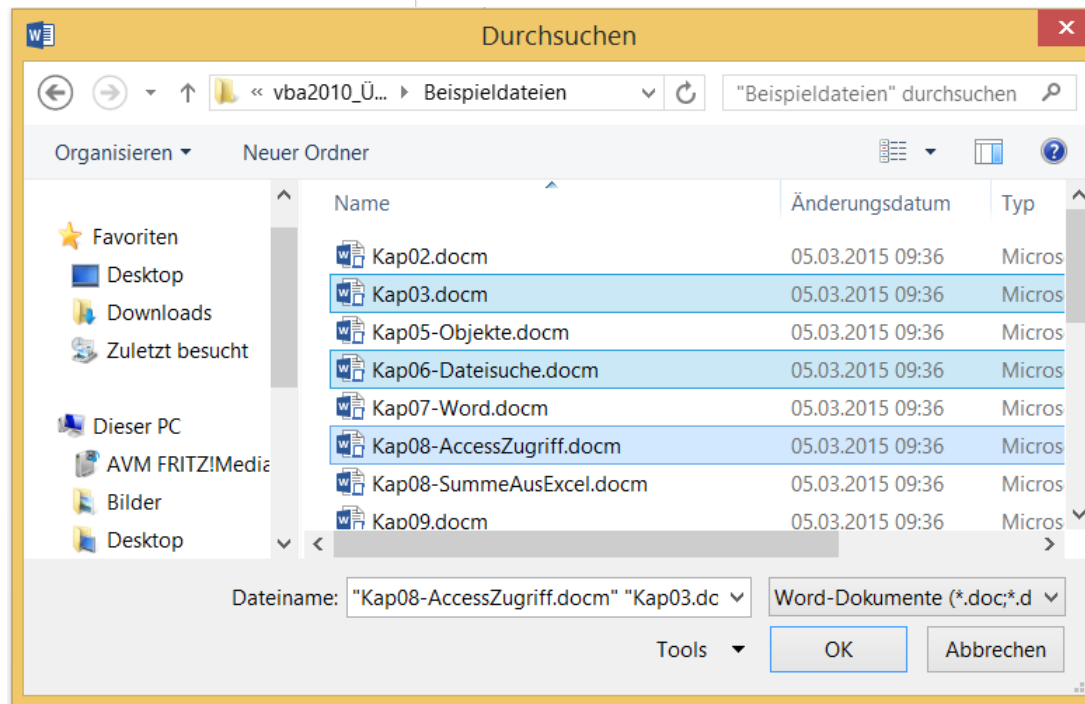 Durchsuchen
« vba2010_Ü... Beispieldateien
"Beispieldateien" durchsuchen
Organisieren
Neuer Ordner
Name Änderungsdatum Typ
Favoriten
Desktop
Downloads
Zuletzt besucht
Dieser PC
AVM FRITZ!Media
Bilder
Desktop
Kap02.docm 05.03.2015 09:36 Micros
Kap03.docm 05.03.2015 09:36 Micros
Kap05-Objekte.docm 05.03.2015 09:36 Micros
Kap06-Dateisuche.docm 05.03.2015 09:36 Micros
Kap07-Word.docm 05.03.2015 09:36 Micros
Kap08-AccessZugriff.docm 05.03.2015 09:36 Micros
Kap08-SummeAusExcel.docm 05.03.2015 09:36 Micros
Kap09.docm 05.03.2015 09:36 Micros
Dateiname: "Kap08-AccessZugriff.docm" "Kap03.dc
Word-Dokumente (*.doc;*.d
Tools
OK
Abbrechen